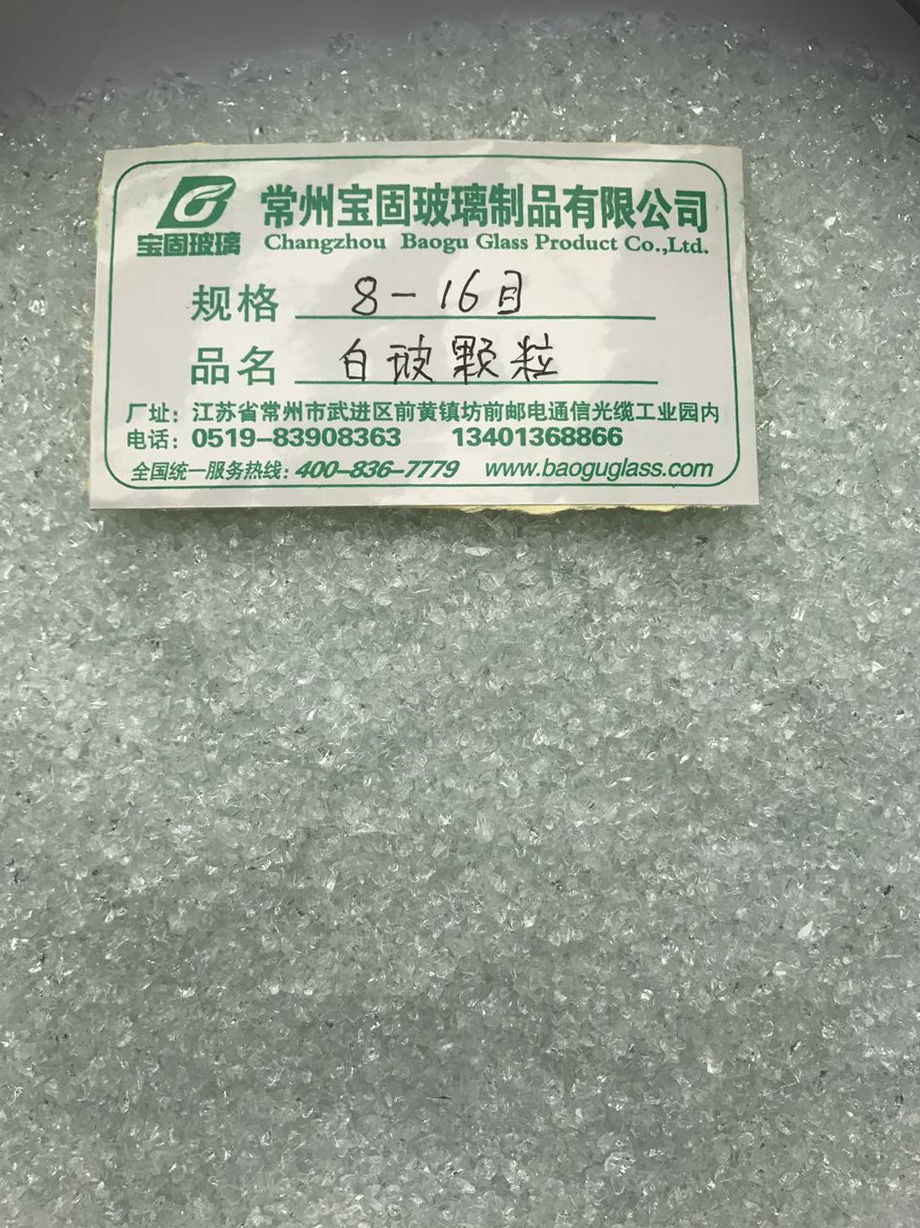 宝固玻璃
常州宝固玻璃制品有限公司
Changzhou Baogu Glass Product Co.,Ltd.
规格 8-16目
品名 白玻颗粒
厂址：江苏省常州市武进区前黄镇坊前邮电通信光缆工业园内
电话：0519-83908363 13401368866
全国统一服务热线：400-836-7779 www.baoguglass.com